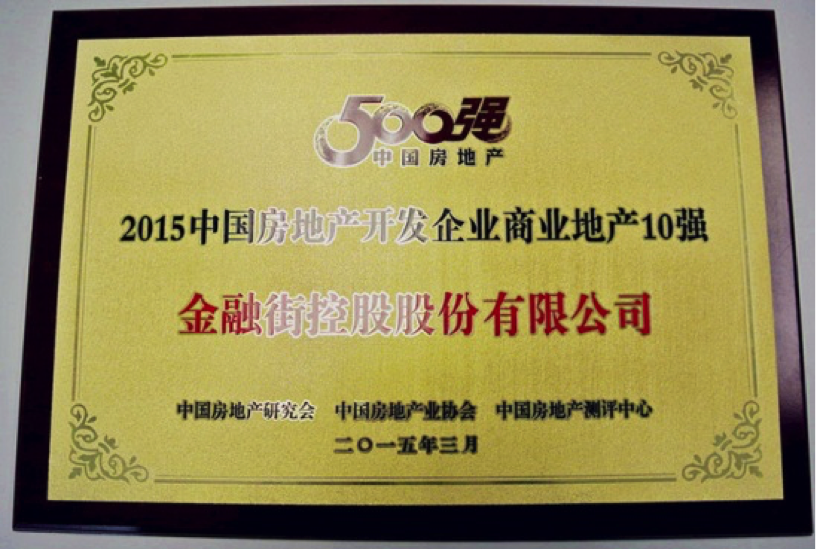 500强
中国房地产
2015中国房地产开发企业商业地产10强
金融街控股股份有限公司
中国房地产研究会 中国房地产业协会 中国房地产测评中心
二〇一五年三月